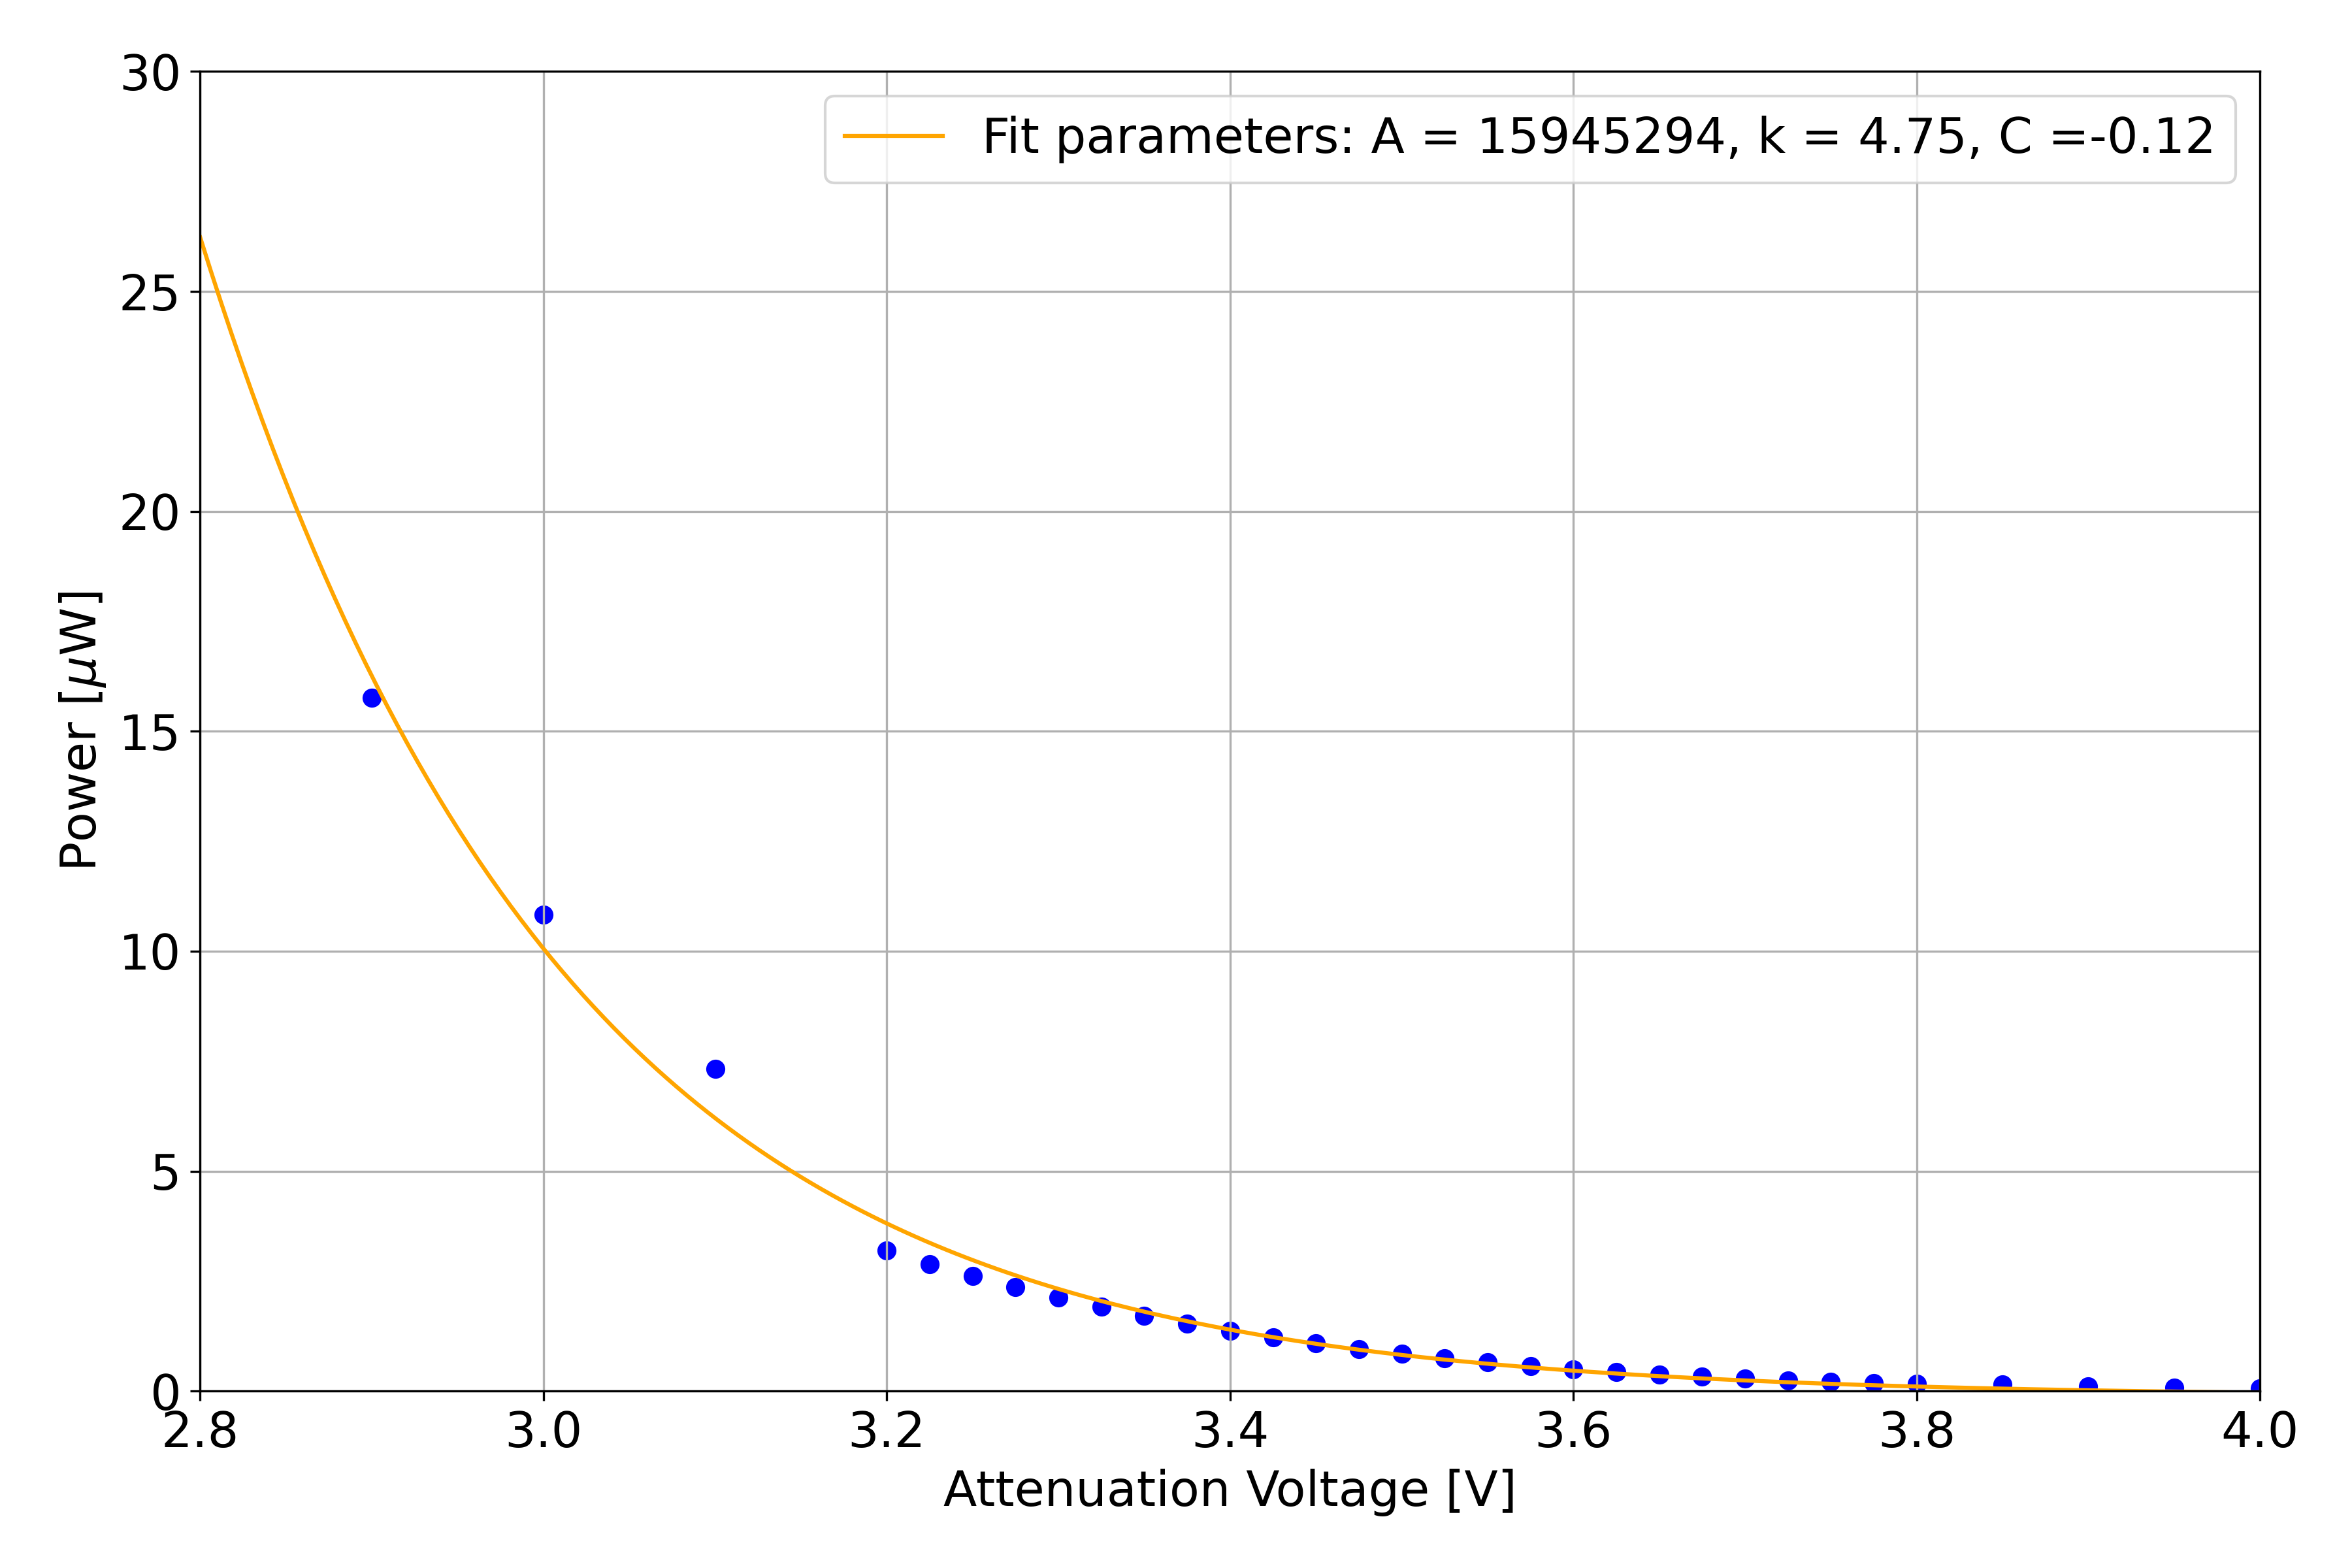 30
Fit parameters: A = 15945294, k = 4.75, C =-0.12
25
20
15
10
5
0
Power [μW]
2.8 3.0 3.2 3.4 3.6 3.8 4.0
Attenuation Voltage [V]